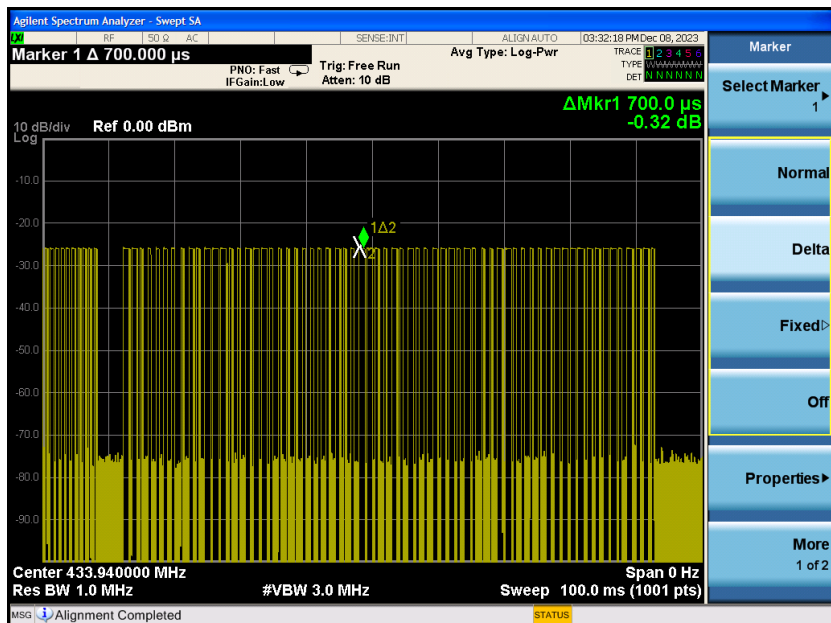 Agilent Spectrum Analyzer - Swept SA
LXI RF 50 Ω AC SENSE:INT ALIGN AUTO 03:32:18 PM Dec 08, 2023
Marker 1 Δ 700.000 µs
PNO: Fast
IFGain:Low
Trig: Free Run
Atten: 10 dB
Avg Type: Log-Pwr
TRACE 1 2 3 4 5 6
TYPE WWWWWW
DET N N N N N N
ΔMkr1 700.0 µs
-0.32 dB
10 dB/div Ref 0.00 dBm
Log
-10.0
-20.0
-30.0
-40.0
-50.0
-60.0
-70.0
-80.0
-90.0
1Δ2
2
Center 433.940000 MHz
Span 0 Hz
Res BW 1.0 MHz
#VBW 3.0 MHz
Sweep 100.0 ms (1001 pts)
MSG Alignment Completed
STATUS
Marker
Select Marker
1
Normal
Delta
Fixed
Off
Properties
More
1 of 2